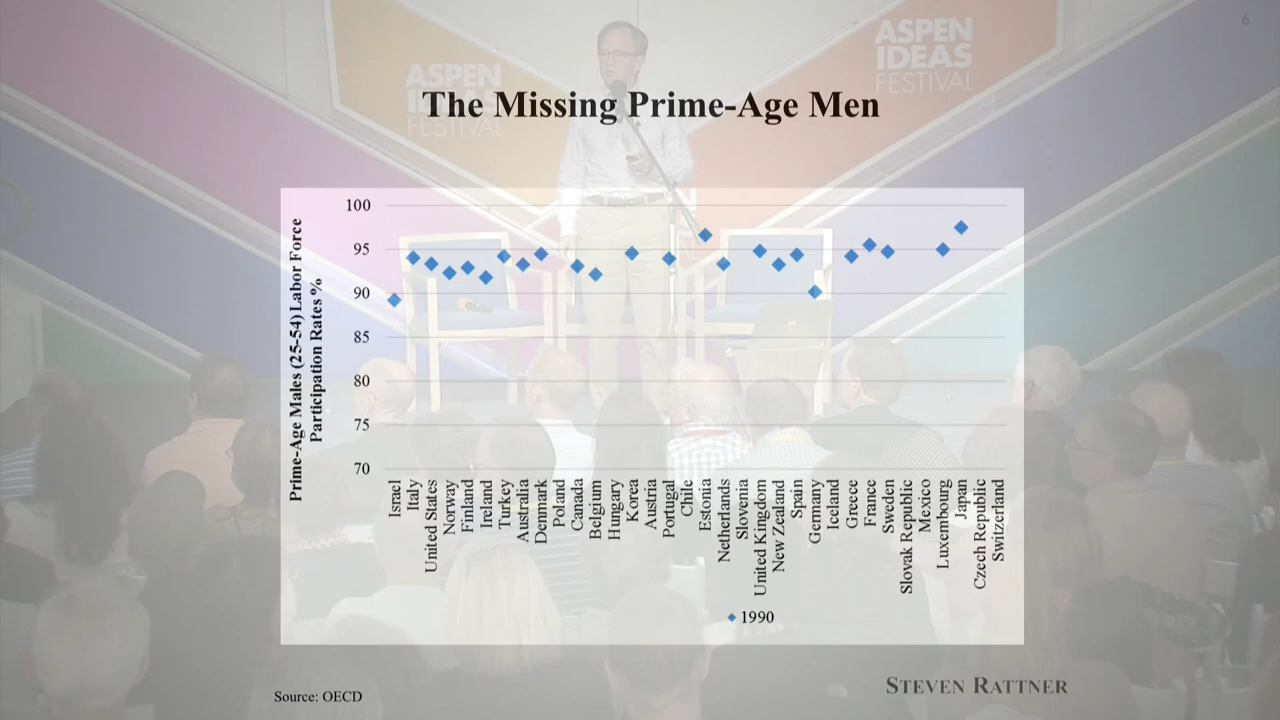 6
ASPEN
IDEAS
FESTIVAL
ASPEN
FESTIVAL
The Missing Prime-Age Men
Prime-Age Males (25-54) Labor Force
Participation Rates %
100
95
90
85
80
75
70
Israel
Italy
United States
Norway
Finland
Ireland
Turkey
Australia
Denmark
Poland
Canada
Belgium
Hungary
Korea
Austria
Portugal
Chile
Estonia
Netherlands
Slovenia
United Kingdom
New Zealand
Spain
Germany
Iceland
Greece
France
Sweden
Slovak Republic
Mexico
Luxembourg
Japan
Czech Republic
Switzerland
1990
Source: OECD
STEVEN RATTNER